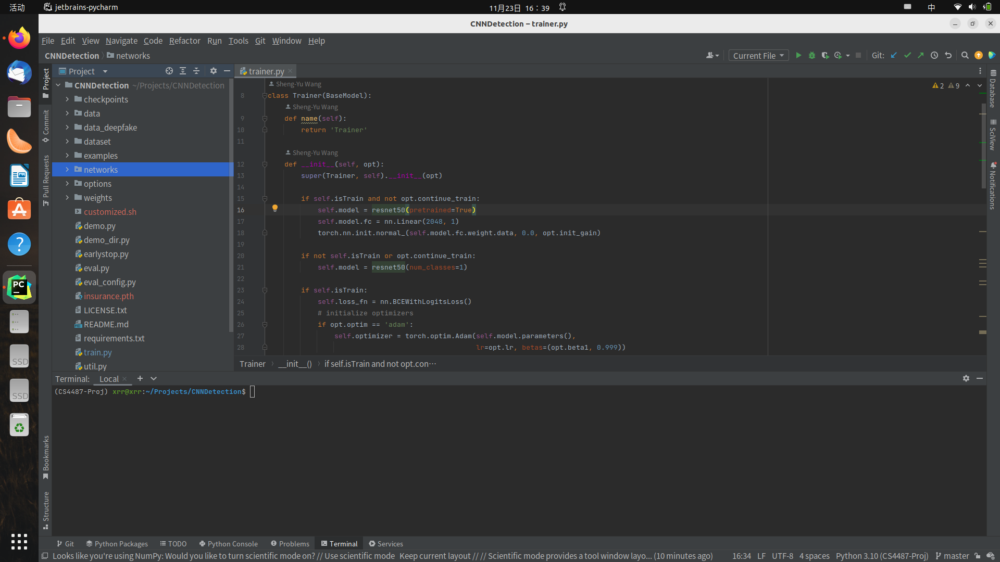 活动
jetbrains-pycharm
11月23日 16：39
中
CNNDetection – trainer.py
File Edit View Navigate Code Refactor Run Tools Git Window Help
CNNDetection networks
Current File
Git:
Project
CNNDetection ~/Projects/CNNDetection
checkpoints
data
data_deepfake
dataset
examples
networks
options
weights
customized.sh
demo.py
demo_dir.py
earlystop.py
eval.py
eval_config.py
insurance.pth
LICENSE.txt
README.md
requirements.txt
train.py
util.py
Project
Commit
Pull Requests
Bookmarks
Structure
trainer.py
2 9
Sheng-Yu Wang
8 class Trainer(BaseModel):
Sheng-Yu Wang
9 def name(self):
10 return 'Trainer'
11
Sheng-Yu Wang
12 def __init__(self, opt):
13 super(Trainer, self).__init__(opt)
14
15 if self.isTrain and not opt.continue_train:
16 self.model = resnet50(pretrained=True)
17 self.model.fc = nn.Linear(2048, 1)
18 torch.nn.init.normal_(self.model.fc.weight.data, 0.0, opt.init_gain)
19
20 if not self.isTrain or opt.continue_train:
21 self.model = resnet50(num_classes=1)
22
23 if self.isTrain:
24 self.loss_fn = nn.BCEWithLogitsLoss()
25 # initialize optimizers
26 if opt.optim == 'adam':
27 self.optimizer = torch.optim.Adam(self.model.parameters(),
28 lr=opt.lr, betas=(opt.beta1, 0.999))
Trainer __init__() if self.isTrain and not opt.con…
Database
SciView
Notifications
Terminal: Local
(CS4487-Proj) xrr@xrr:~/Projects/CNNDetection$
PC
?
SSD
SSD
Git Python Packages TODO Python Console Problems Terminal Services
Looks like you're using NumPy: Would you like to turn scientific mode on? // Use scientific mode Keep current layout // // Scientific mode provides a tool window layo... (10 minutes ago)
16:34 LF UTF-8 4 spaces Python 3.10 (CS4487-Proj) master